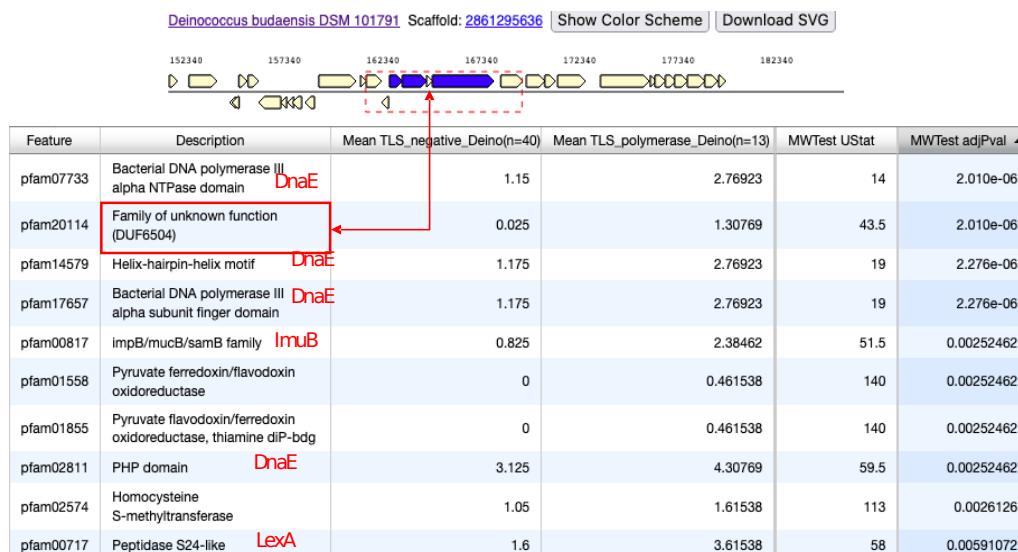 Deinococcus budaensis DSM 101791 Scaffold: 2861295636 Show Color Scheme Download SVG
152340 157340 162340 167340 172340 177340 182340
Feature Description Mean TLS_negative_Deino(n=40) Mean TLS_polymerase_Deino(n=13) MWTest UStat MWTest adjPval
pfam07733 Bacterial DNA polymerase III alpha NTPase domain DnaE 1.15 2.76923 14 2.010e-06
pfam20114 Family of unknown function (DUF6504) 0.025 1.30769 43.5 2.010e-06
pfam14579 Helix-hairpin-helix motif DnaE 1.175 2.76923 19 2.276e-06
pfam17657 Bacterial DNA polymerase III alpha subunit finger domain DnaE 1.175 2.76923 19 2.276e-06
pfam00817 impB/mucB/samB family ImuB 0.825 2.38462 51.5 0.00252462
pfam01558 Pyruvate ferredoxin/flavodoxin oxidoreductase 0 0.461538 140 0.00252462
pfam01855 Pyruvate flavodoxin/ferredoxin oxidoreductase, thiamine diP-bdg 0 0.461538 140 0.00252462
pfam02811 PHP domain DnaE 3.125 4.30769 59.5 0.00252462
pfam02574 Homocysteine S-methyltransferase 1.05 1.61538 113 0.0026126
pfam00717 Peptidase S24-like LexA 1.6 3.61538 58 0.00591072